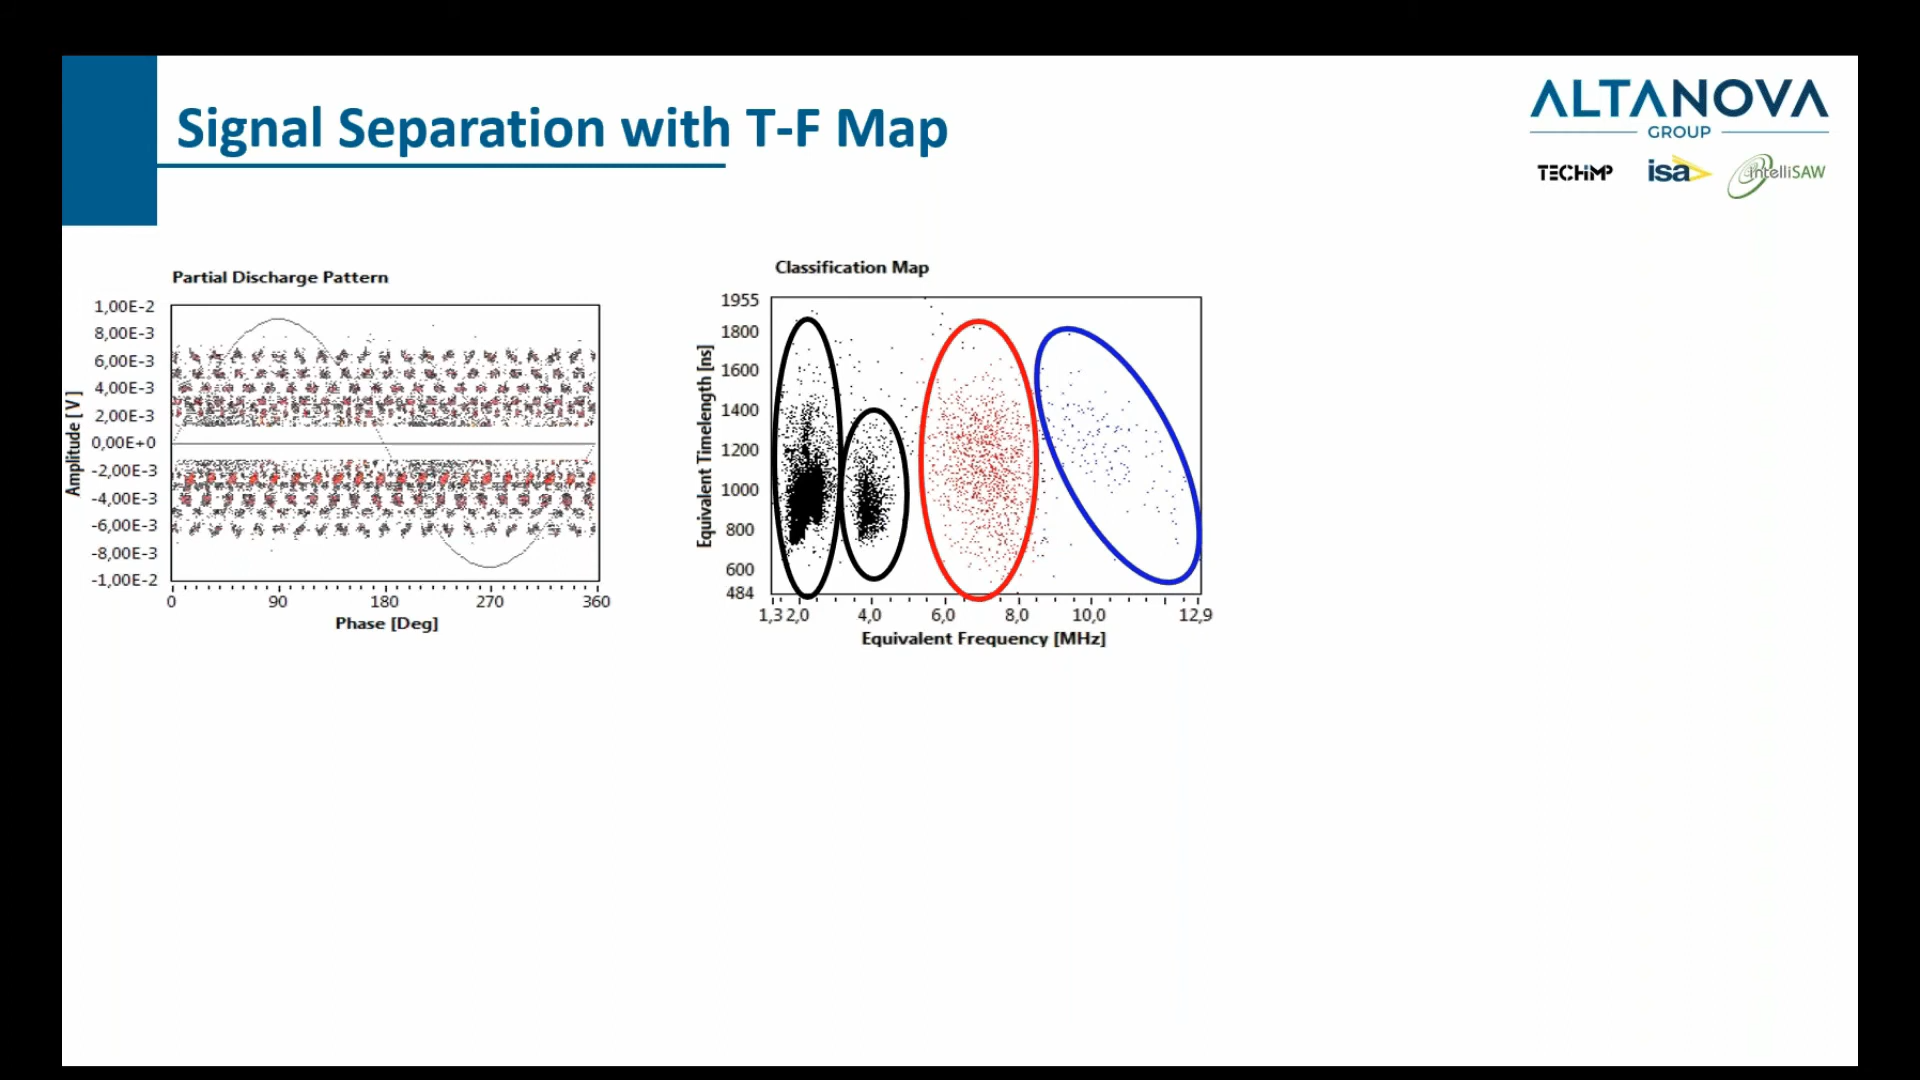 Signal Separation with T-F Map
ALTANOVA
GROUP
TECHIMP
isa
intelliSAW
Partial Discharge Pattern
Amplitude [V]
1,00E-2
8,00E-3
6,00E-3
4,00E-3
2,00E-3
0,00E+0
-2,00E-3
-4,00E-3
-6,00E-3
-8,00E-3
-1,00E-2
0 90 180 270 360
Phase [Deg]
Classification Map
Equivalent Timelength [ns]
1955
1800
1600
1400
1200
1000
800
600
484
1,3 2,0 4,0 6,0 8,0 10,0 12,9
Equivalent Frequency [MHz]